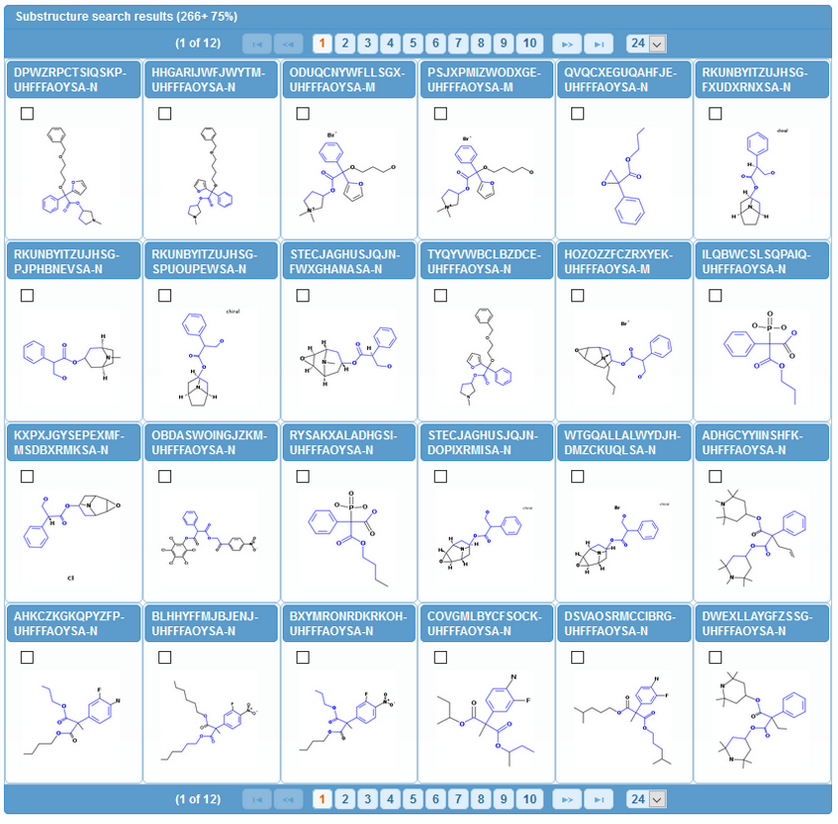 Substructure search results (266+ 75%)
(1 of 12) 1 2 3 4 5 6 7 8 9 10 24
DPWZRPCTSIQSKP-
UHFFFAOYSA-N
HHGARIJWFJWYTM-
UHFFFAOYSA-N
ODUQCNYWFLLSGX-
UHFFFAOYSA-M
PSJXPMIZWODXGE-
UHFFFAOYSA-M
QVQCXEGUQAHFJE-
UHFFFAOYSA-N
RKUNBYITZUJHSG-
FXUDXRNXSA-N
Br⁻
Br⁻
chiral
RKUNBYITZUJHSG-
PJPHBNEVSA-N
RKUNBYITZUJHSG-
SPUOUPEWSA-N
STECJAGHUSJQJN-
FWXGHANASA-N
TYQYVWBCLBZDCE-
UHFFFAOYSA-N
HOZOZZFCZRXYEK-
UHFFFAOYSA-M
ILQBWCSLSQPAIQ-
UHFFFAOYSA-N
chiral
Br⁻
KXPXJGYSEPEXMF-
MSDBXRMKSA-N
OBDASWOINGJZKM-
UHFFFAOYSA-N
RYSAKXALADHGSI-
UHFFFAOYSA-N
STECJAGHUSJQJN-
DOPIXRMISA-N
WTGQALLALWYDJH-
DMZCKUQLSA-N
ADHGCYYIINSHFK-
UHFFFAOYSA-N
Cl
Br
AHKCZKGKQPYZFP-
UHFFFAOYSA-N
BLHHYFFMJBJENJ-
UHFFFAOYSA-N
BXYMRONRDKRKOH-
UHFFFAOYSA-N
COVGMLBYCFSOCK-
UHFFFAOYSA-N
DSVAOSRMCCIBRG-
UHFFFAOYSA-N
DWEXLLAYGFZSSG-
UHFFFAOYSA-N
(1 of 12) 1 2 3 4 5 6 7 8 9 10 24